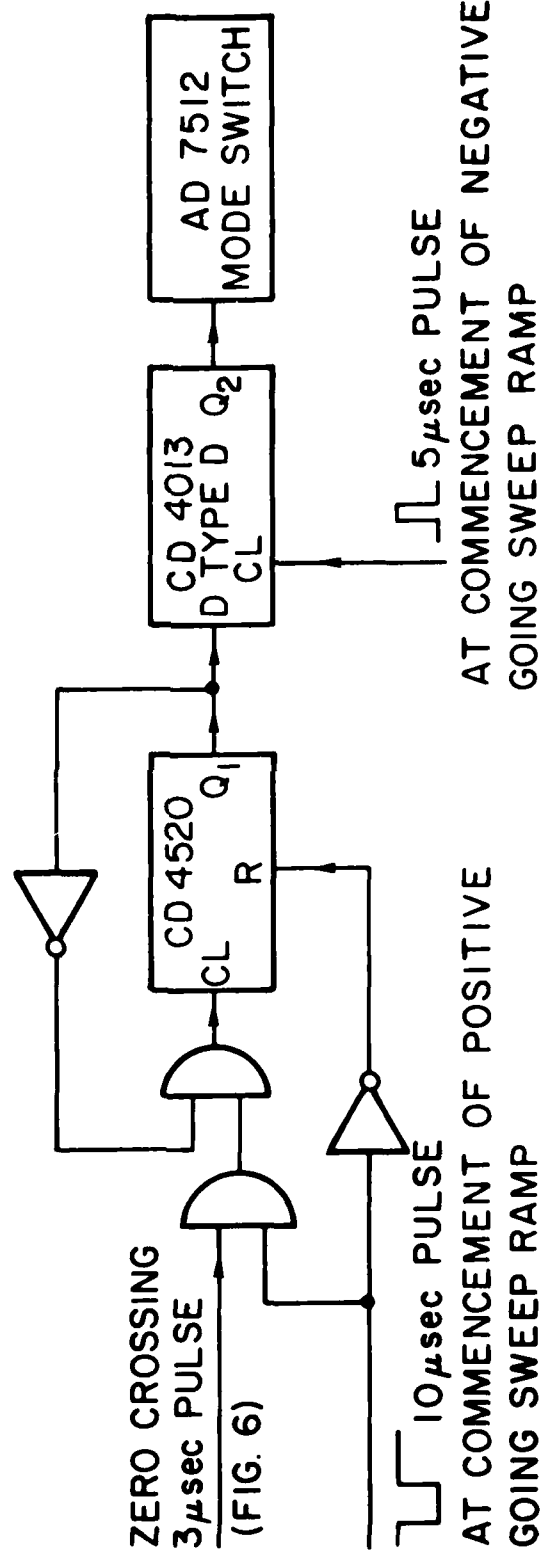 ZERO CROSSING
3μsec PULSE
(FIG. 6)
10μsec PULSE
AT COMMENCEMENT OF POSITIVE
GOING SWEEP RAMP
CD 4520
CL
Q1
R
CD 4013
D TYPE D Q2
CL
5μsec PULSE
AT COMMENCEMENT OF NEGATIVE
GOING SWEEP RAMP
AD 7512
MODE SWITCH